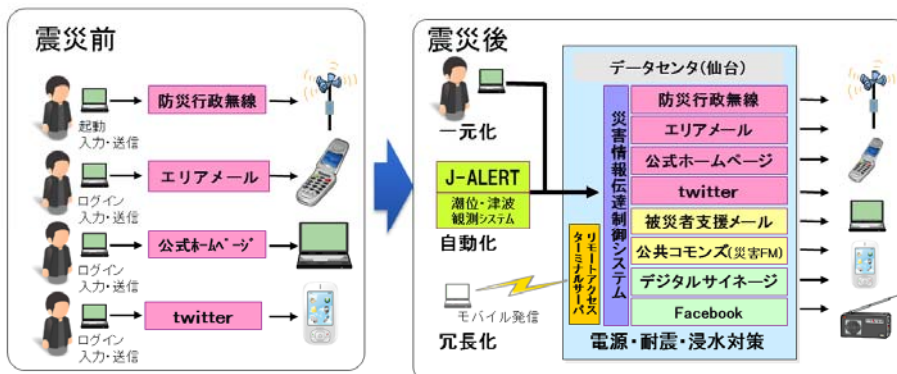 震災前
防災行政無線
起動
入力・送信
エリアメール
ログイン
入力・送信
公式ホームページ
ログイン
入力・送信
twitter
ログイン
入力・送信
震災後
一元化
J-ALERT
潮位・津波
観測システム
自動化
モバイル発信
冗長化
データセンタ(仙台)
災害情報伝達制御システム
リモートアクセス
ターミナルサーバ
防災行政無線
エリアメール
公式ホームページ
twitter
被災者支援メール
公共コモンズ(災害FM)
デジタルサイネージ
Facebook
電源・耐震・浸水対策